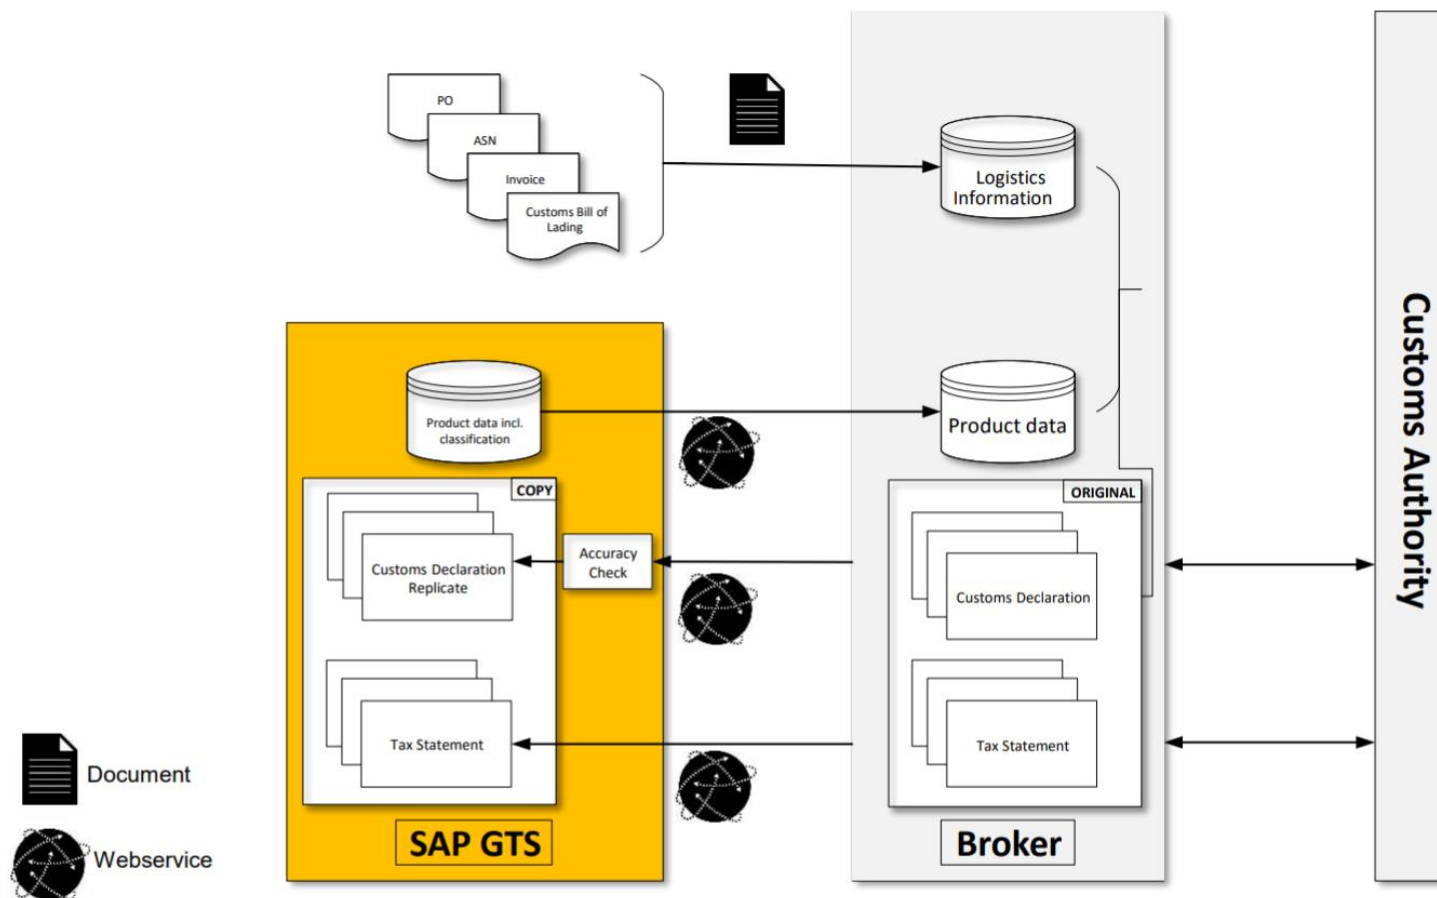 PO
ASN
Invoice
Customs Bill of
Lading
Logistics
Information
Product data incl.
classification
Product data
COPY
ORIGINAL
Customs Declaration
Replicate
Accuracy
Check
Customs Declaration
Tax Statement
Tax Statement
SAP GTS
Broker
Customs Authority
Document
Webservice